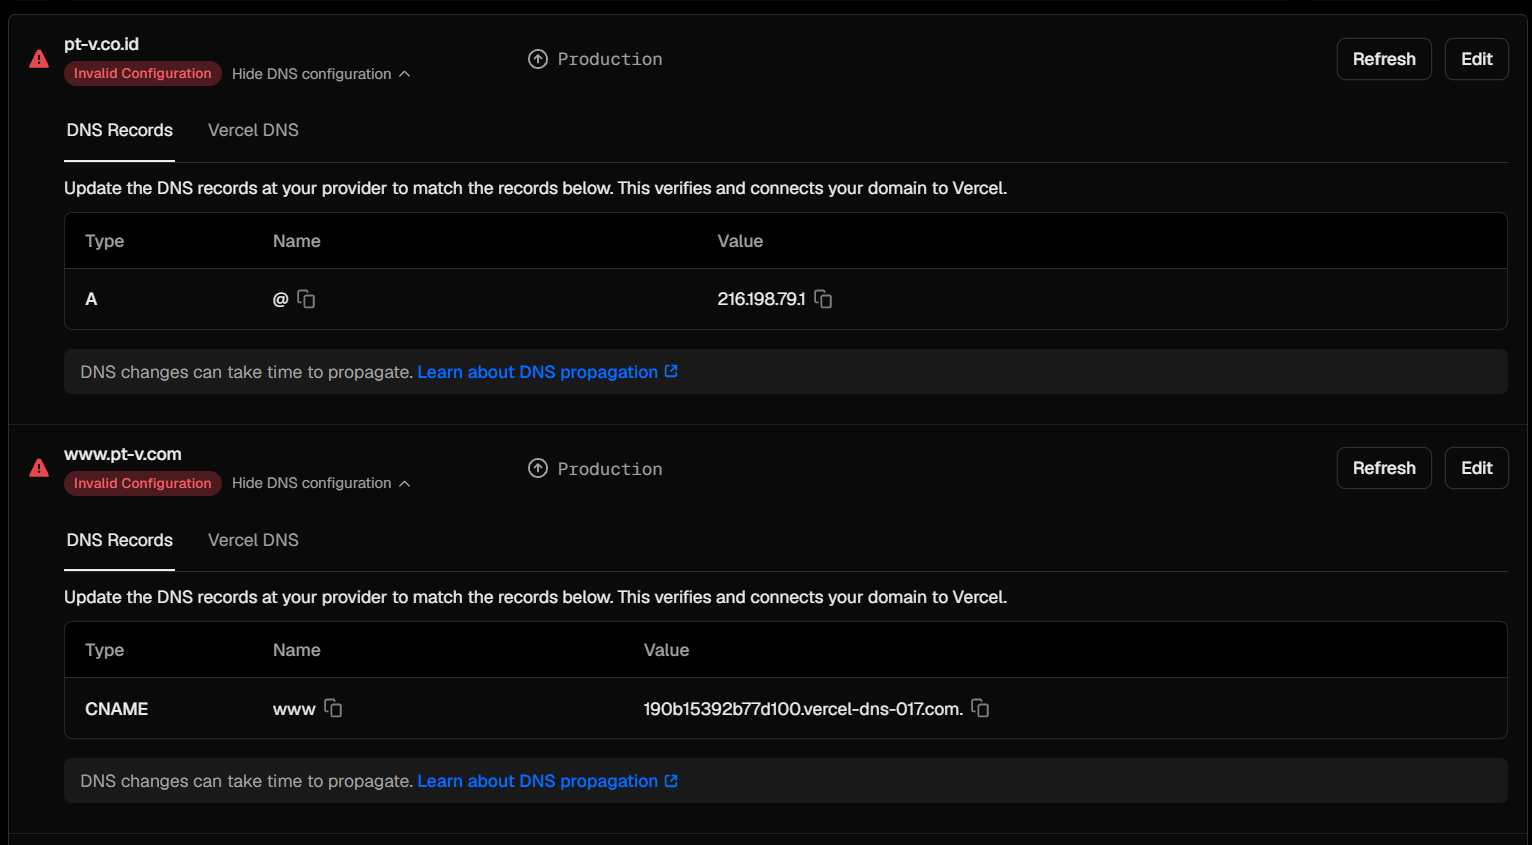 pt-v.co.id
Invalid Configuration Hide DNS configuration
Production
Refresh Edit
DNS Records Vercel DNS
Update the DNS records at your provider to match the records below. This verifies and connects your domain to Vercel.
Type Name Value
A @ 216.198.79.1
DNS changes can take time to propagate. Learn about DNS propagation
www.pt-v.com
Invalid Configuration Hide DNS configuration
Production
Refresh Edit
DNS Records Vercel DNS
Update the DNS records at your provider to match the records below. This verifies and connects your domain to Vercel.
Type Name Value
CNAME www 190b15392b77d100.vercel-dns-017.com.
DNS changes can take time to propagate. Learn about DNS propagation